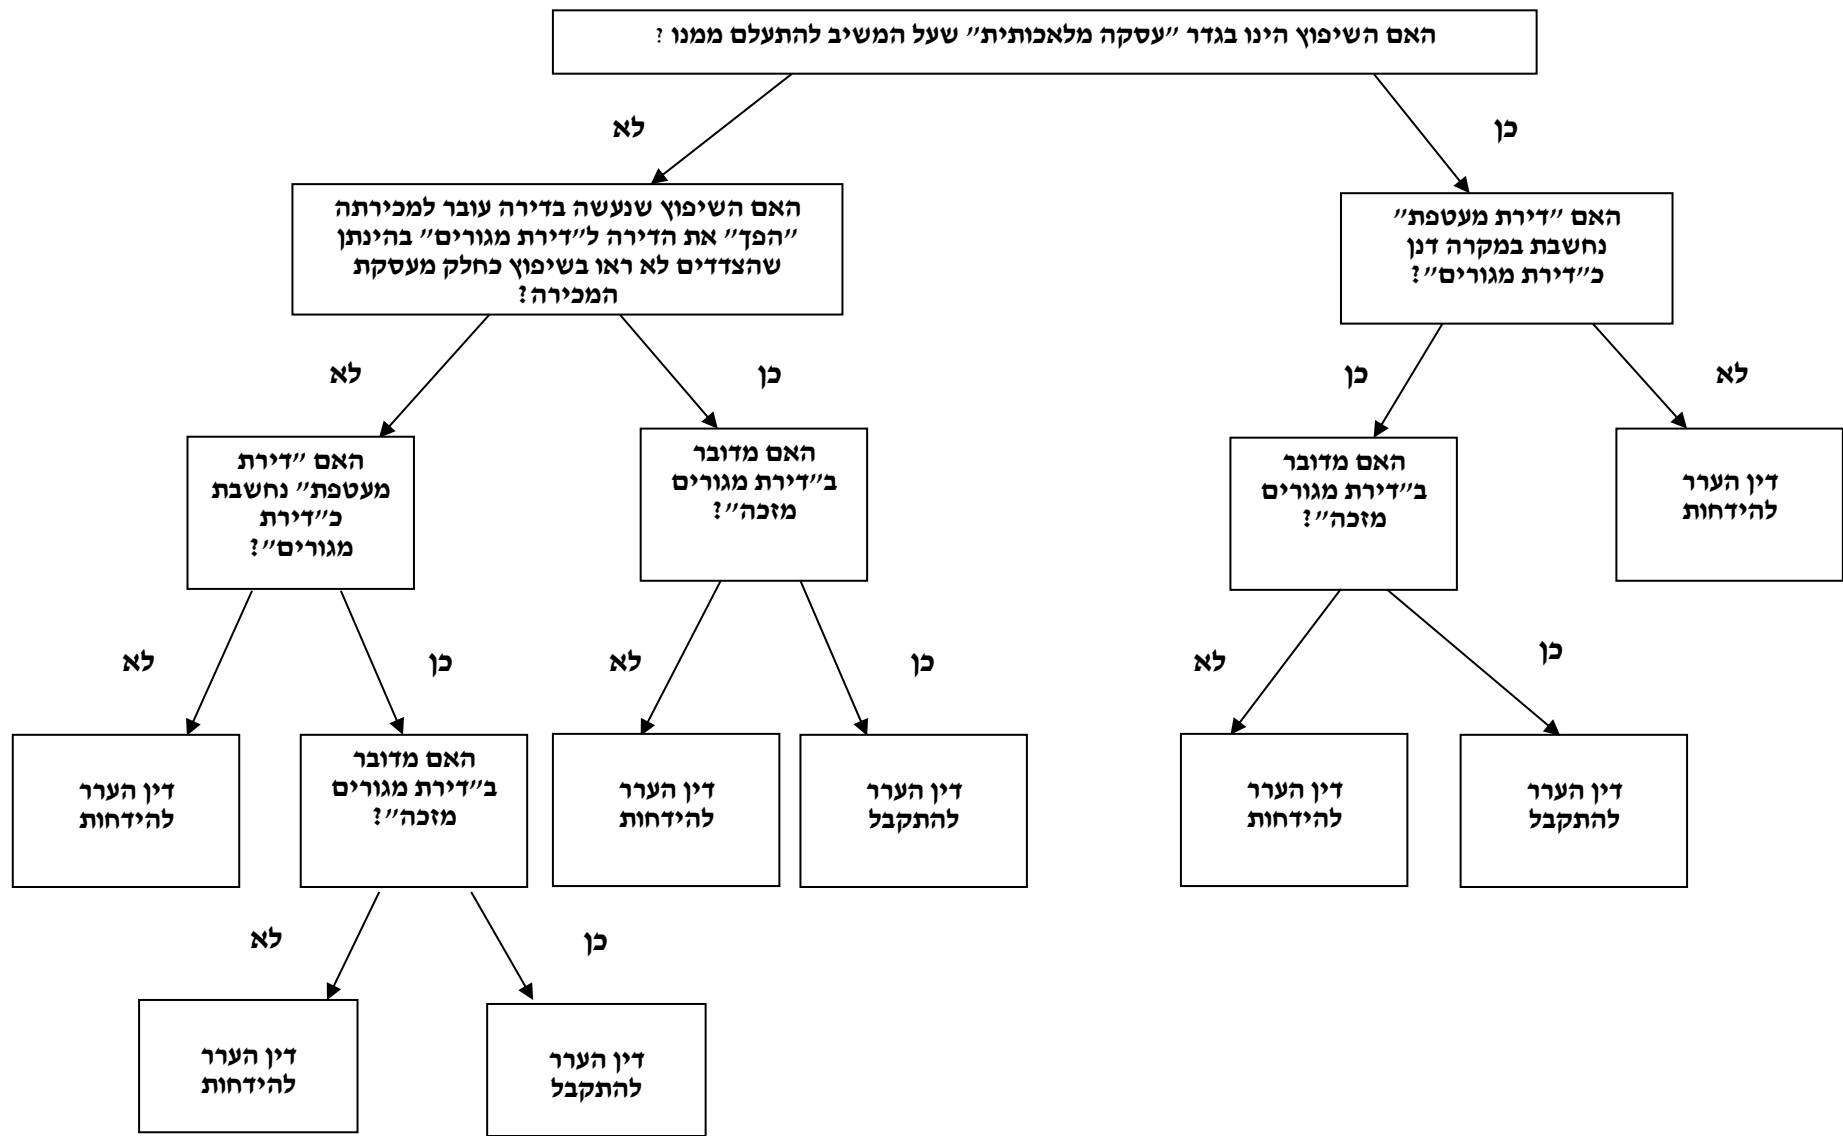 האם השיפוץ הינו בגדר "עסקה מלאכותית" שעל המשיב להתעלם ממנו ?
כן
לא
האם "דירת מעטפת"
נחשבת במקרה דנן
כ"דירת מגורים"?
האם השיפוץ שנעשה בדירה עובר למכירתה
"הפך" את הדירה ל"דירת מגורים" בהינתן
שהצדדים לא ראו בשיפוץ כחלק מעסקת
המכירה?
לא
כן
כן
לא
דין הערר
להידחות
האם מדובר
ב"דירת מגורים
מזכה"?
האם מדובר
ב"דירת מגורים
מזכה"?
האם "דירת
מעטפת" נחשבת
כ"דירת
מגורים"?
כן
לא
כן
לא
כן
לא
דין הערר
להתקבל
דין הערר
להידחות
דין הערר
להתקבל
דין הערר
להידחות
האם מדובר
ב"דירת מגורים
מזכה"?
דין הערר
להידחות
כן
לא
דין הערר
להתקבל
דין הערר
להידחות